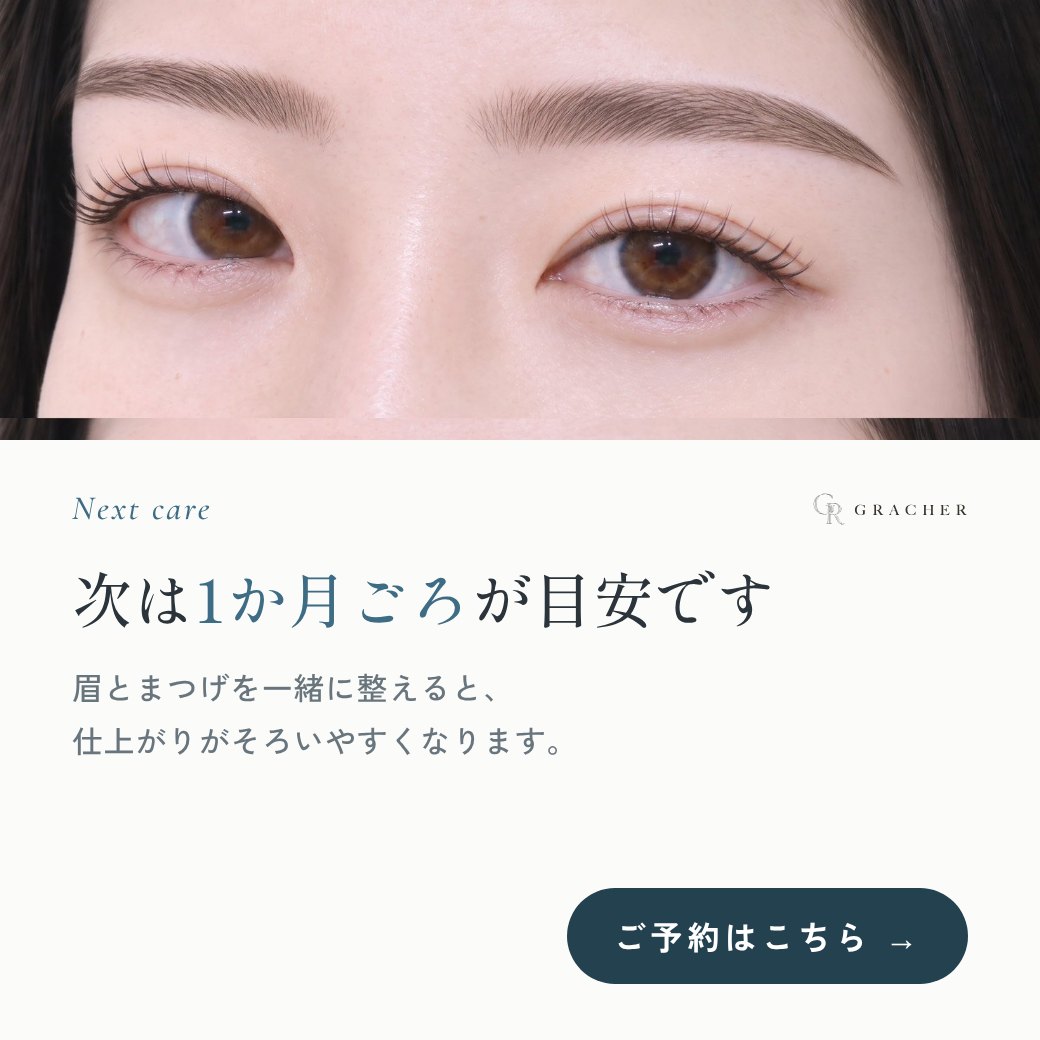 Next care
GR GRACHER
次は1か月ごろが目安です
眉とまつげを一緒に整えると、
仕上がりがそろいやすくなります。
ご予約はこちら →